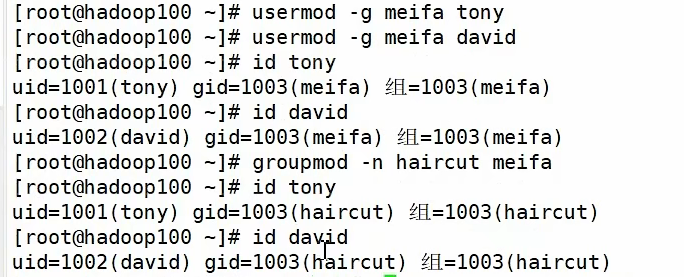 [root@hadoop100 ~]# usermod -g meifa tony
[root@hadoop100 ~]# usermod -g meifa david
[root@hadoop100 ~]# id tony
uid=1001(tony) gid=1003(meifa) 组=1003(meifa)
[root@hadoop100 ~]# id david
uid=1002(david) gid=1003(meifa) 组=1003(meifa)
[root@hadoop100 ~]# groupmod -n haircut meifa
[root@hadoop100 ~]# id tony
uid=1001(tony) gid=1003(haircut) 组=1003(haircut)
[root@hadoop100 ~]# id david
uid=1002(david) gid=1003(haircut) 组=1003(haircut)